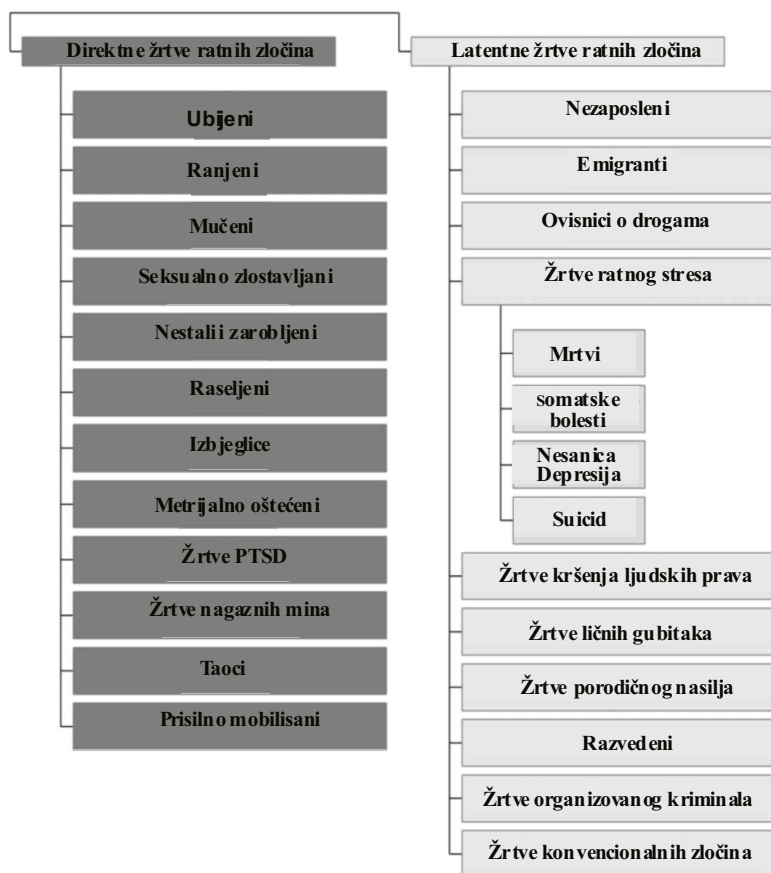 Direktne žrtve ratnih zločina
Ubijeni
Ranjeni
Mučeni
Seksualno zlostavljani
Nestali i zarobljeni
Raseljeni
Izbjeglice
Metrijalno oštećeni
Žrtve PTSD
Žrtve nagaznih mina
Taoci
Prisilno mobilisani
Latentne žrtve ratnih zločina
Nezaposleni
Emigranti
Ovisnici o drogama
Žrtve ratnog stresa
Mrtvi
somatske
bolesti
Nesanica
Depresija
Suicid
Žrtve kršenja ljudskih prava
Žrtve ličnih gubitaka
Žrtve porodičnog nasilja
Razvedeni
Žrtve organizovanog kriminala
Žrtve konvencionalnih zločina